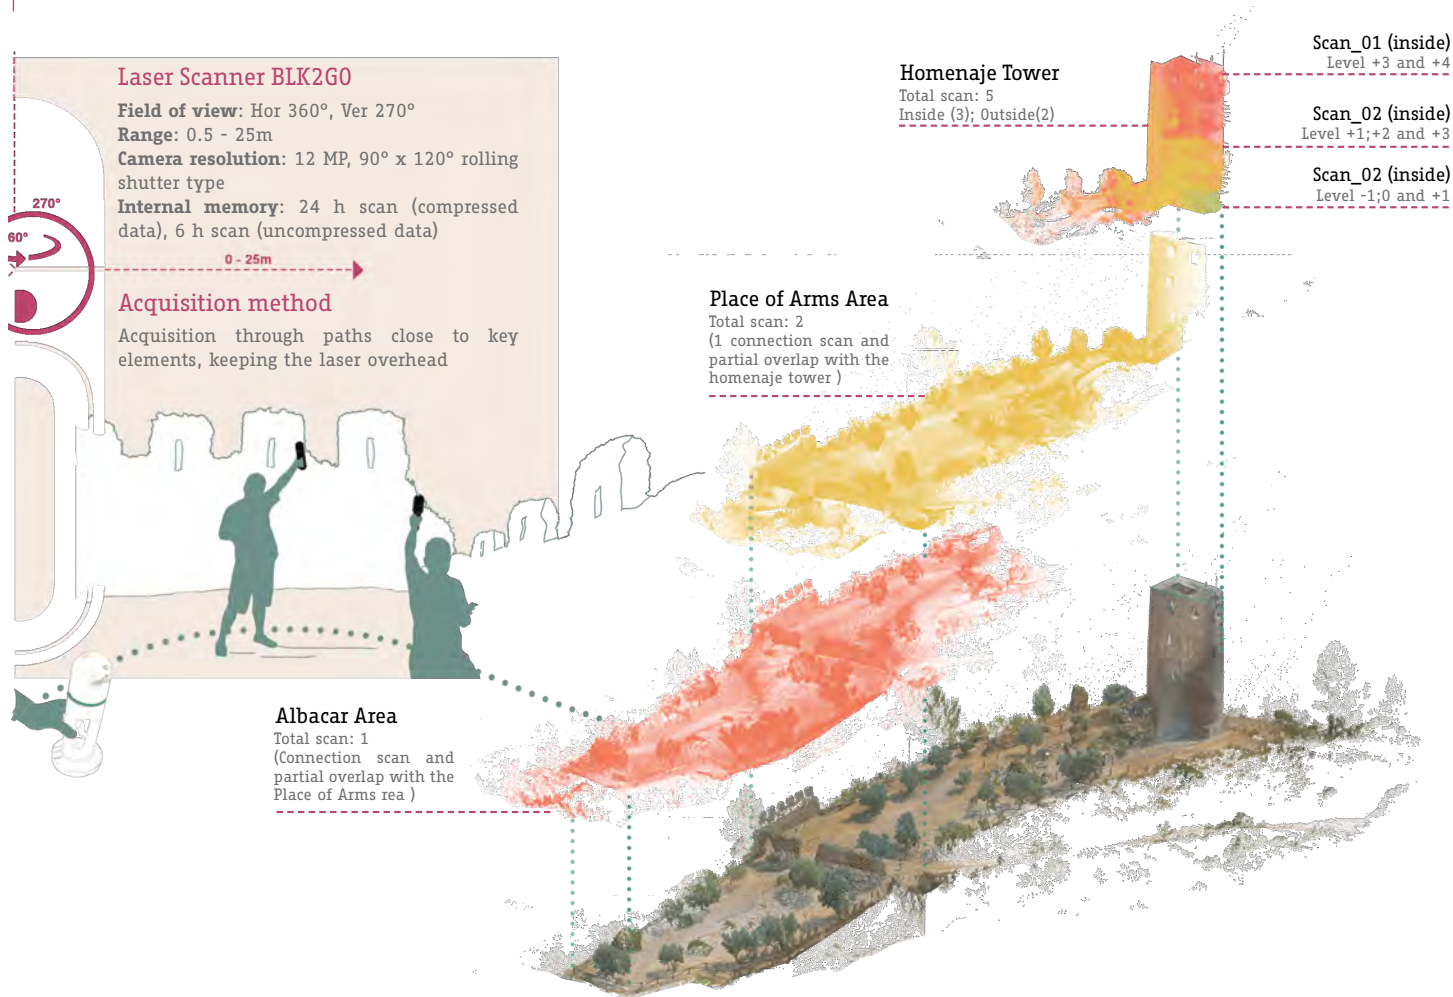 Laser Scanner BLK2GO
Field of view: Hor 360°, Ver 270°
Range: 0.5 - 25m
Camera resolution: 12 MP, 90° x 120° rolling
shutter type
Internal memory: 24 h scan (compressed
data), 6 h scan (uncompressed data)
270°
60°
0 - 25m
Acquisition method
Acquisition through paths close to key
elements, keeping the laser overhead
Homenaje Tower
Total scan: 5
Inside (3); Outside(2)
Scan_01 (inside)
Level +3 and +4
Scan_02 (inside)
Level +1;+2 and +3
Scan_02 (inside)
Level -1;0 and +1
Place of Arms Area
Total scan: 2
(1 connection scan and
partial overlap with the
homenaje tower )
Albacar Area
Total scan: 1
(Connection scan and
partial overlap with the
Place of Arms rea )